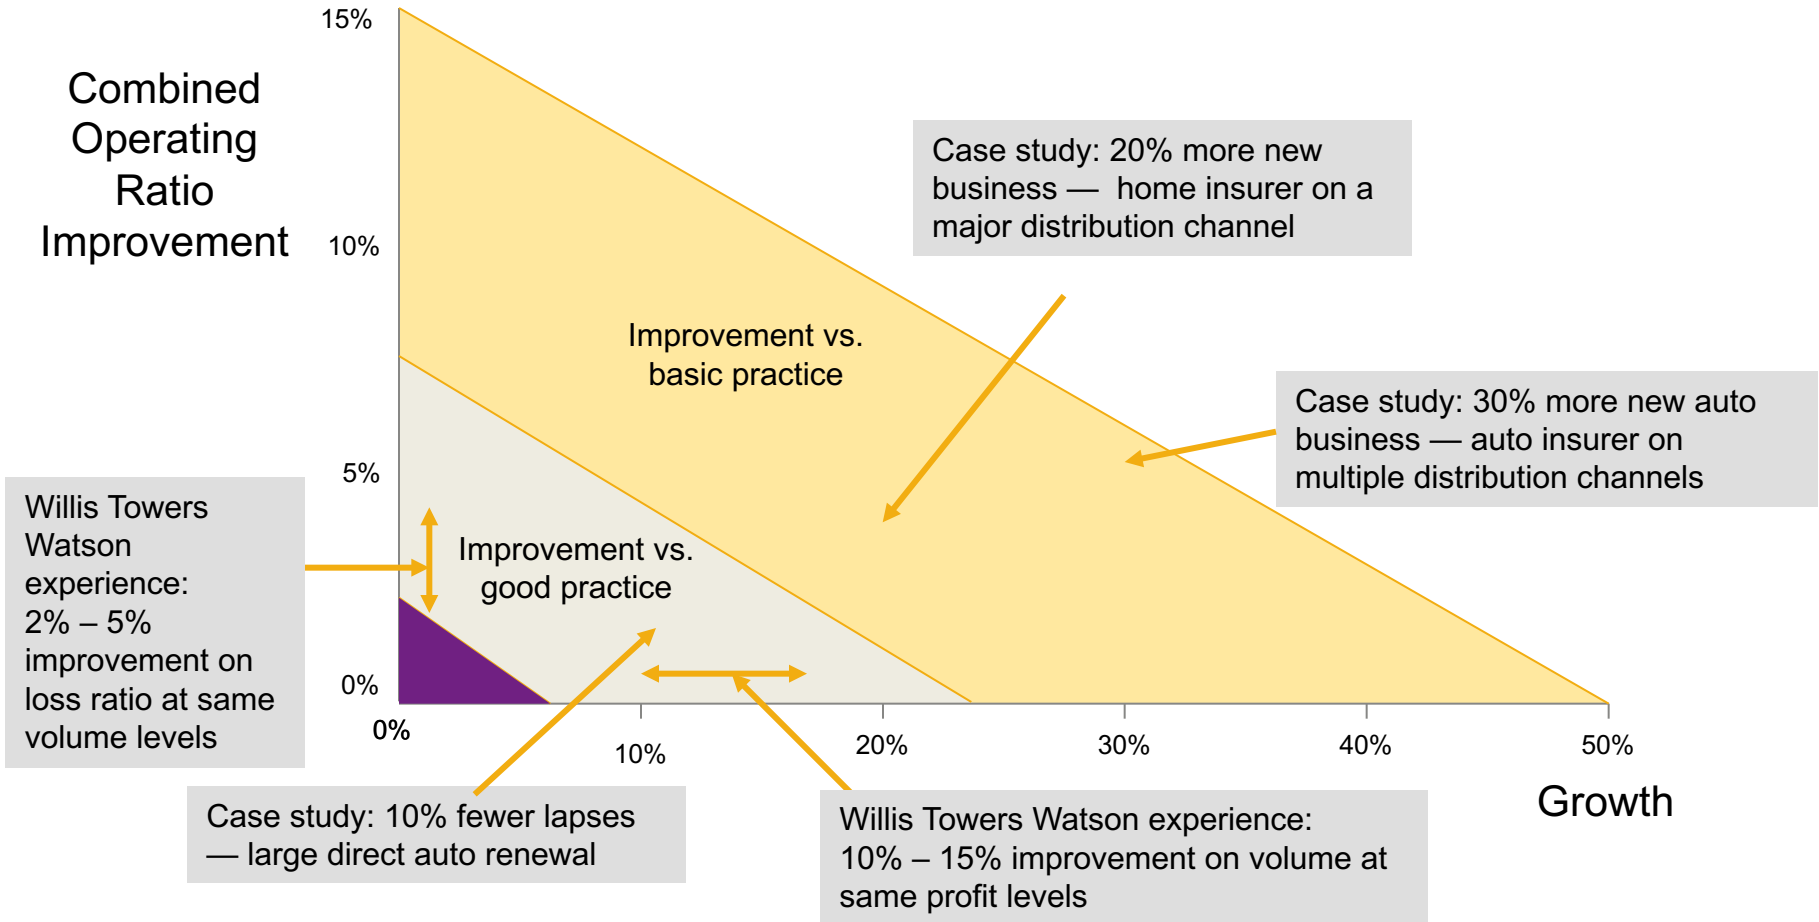 15%
Combined
Operating
Ratio
Improvement
Case study: 20% more new
business — home insurer on a
major distribution channel
10%
Improvement vs.
basic practice
Case study: 30% more new auto
business — auto insurer on
multiple distribution channels
5%
Willis Towers
Watson
experience:
2% – 5%
improvement on
loss ratio at same
volume levels
Improvement vs.
good practice
0%
0%
10%
20%
30%
40%
50%
Growth
Case study: 10% fewer lapses
— large direct auto renewal
Willis Towers Watson experience:
10% – 15% improvement on volume at
same profit levels